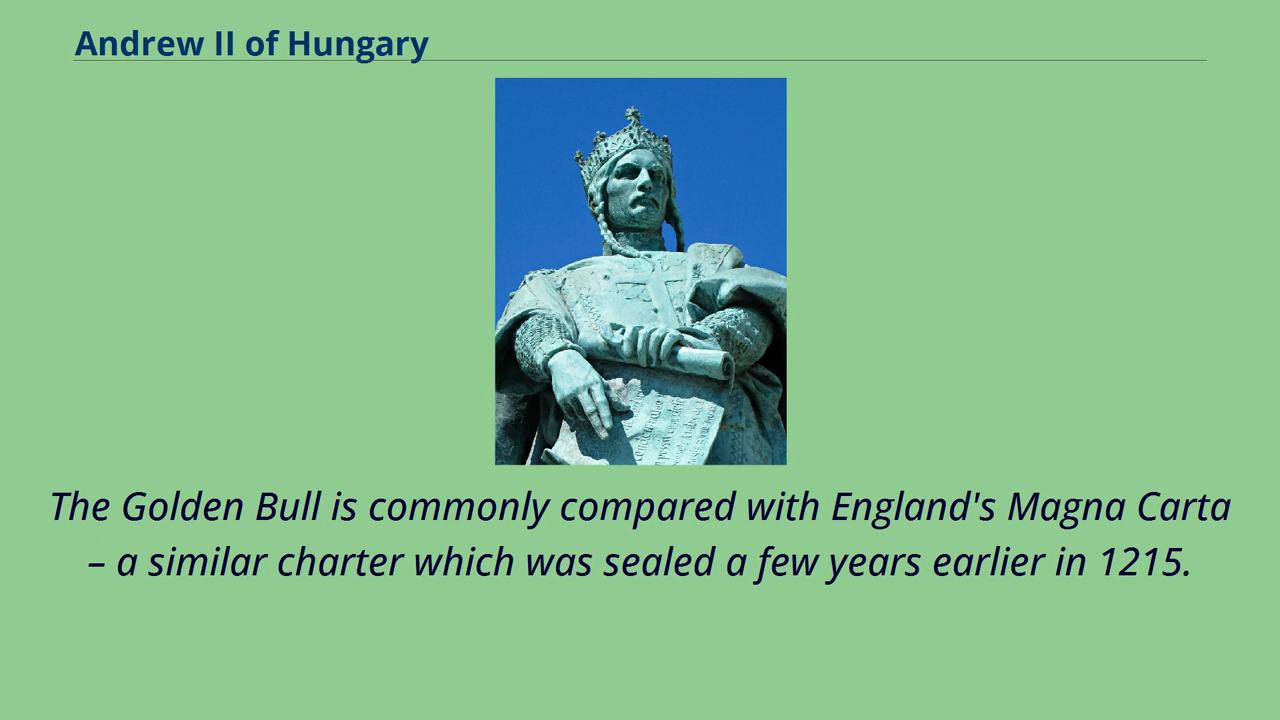 Andrew II of Hungary
The Golden Bull is commonly compared with England's Magna Carta
– a similar charter which was sealed a few years earlier in 1215.